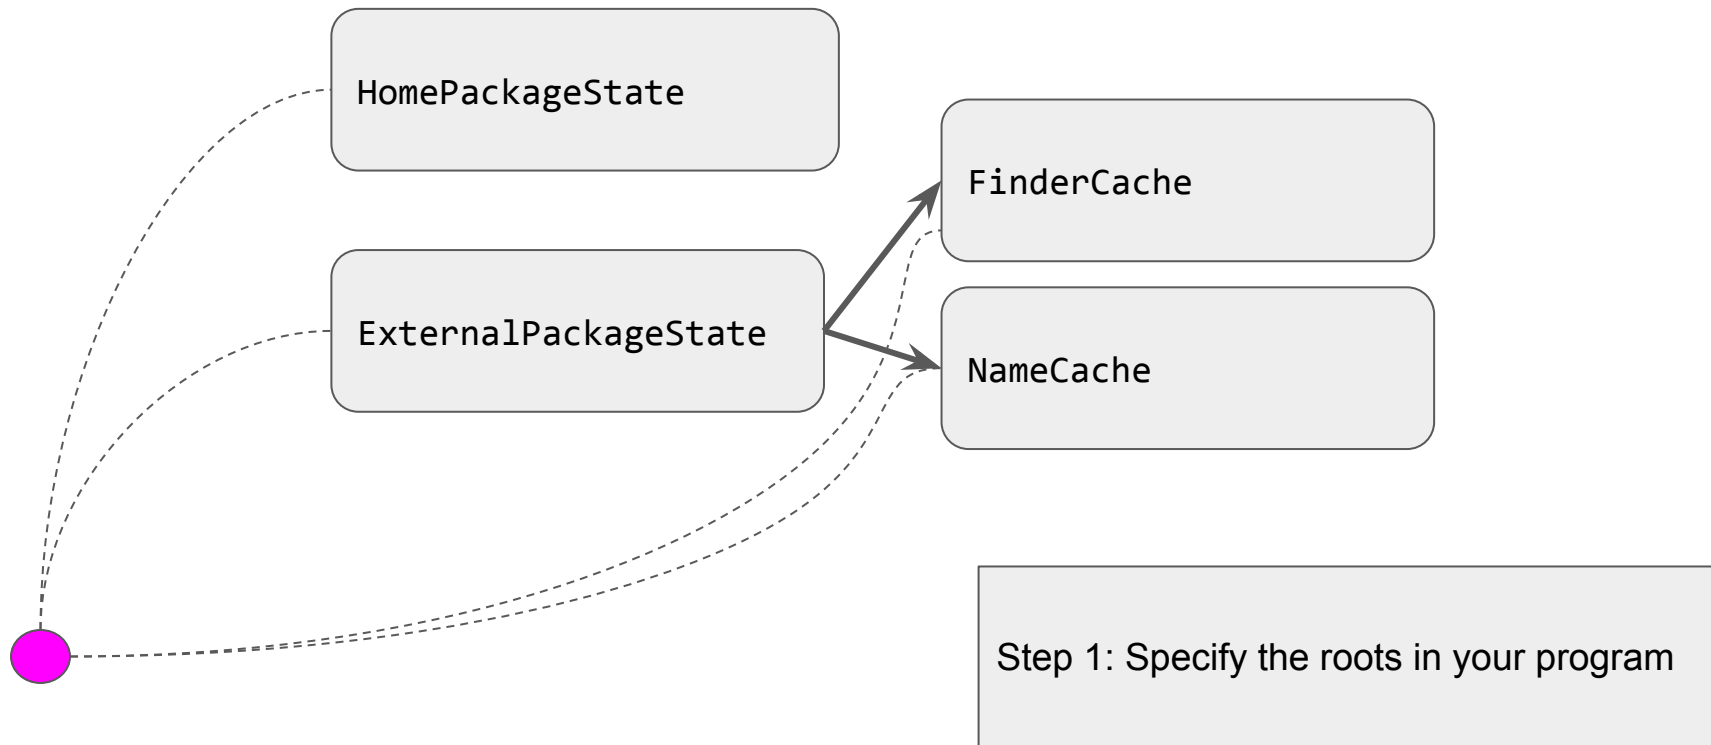 HomePackageState
FinderCache
ExternalPackageState
NameCache
Step 1: Specify the roots in your program